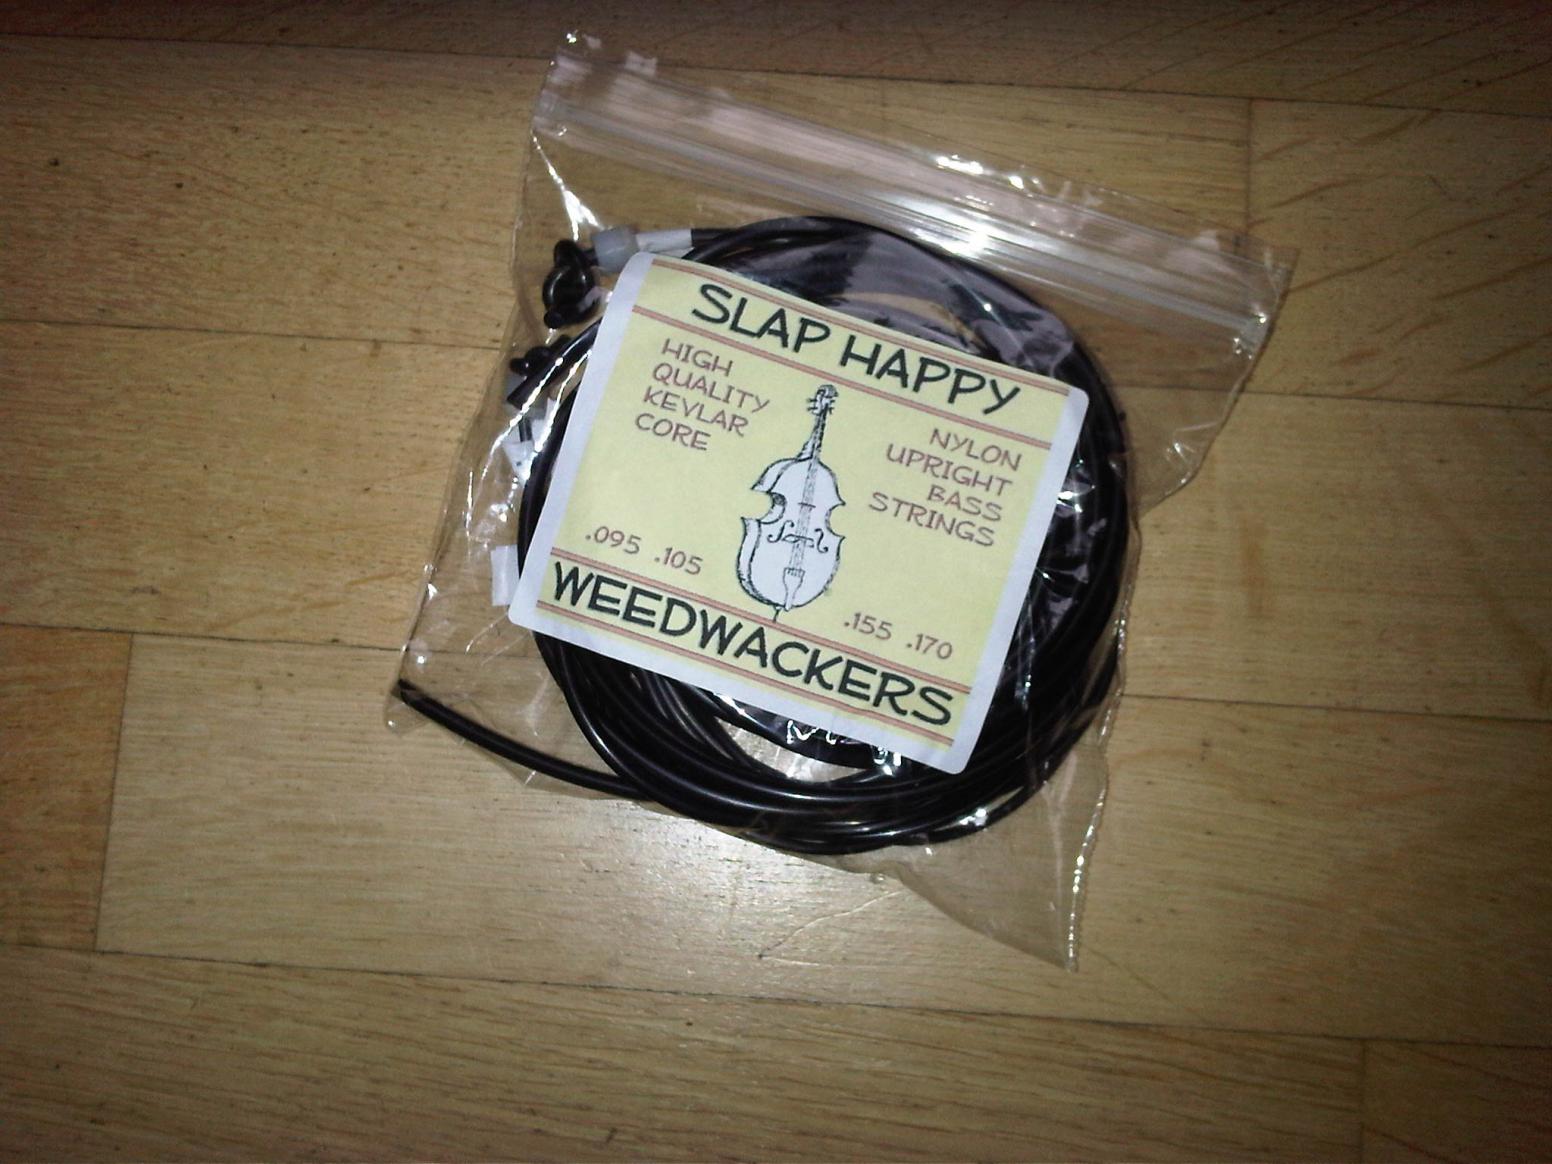 SLAP HAPPY
HIGH
QUALITY
KEVLAR
CORE
NYLON
UPRIGHT
BASS
STRINGS
.095 .105
.155 .170
WEEDWACKERS